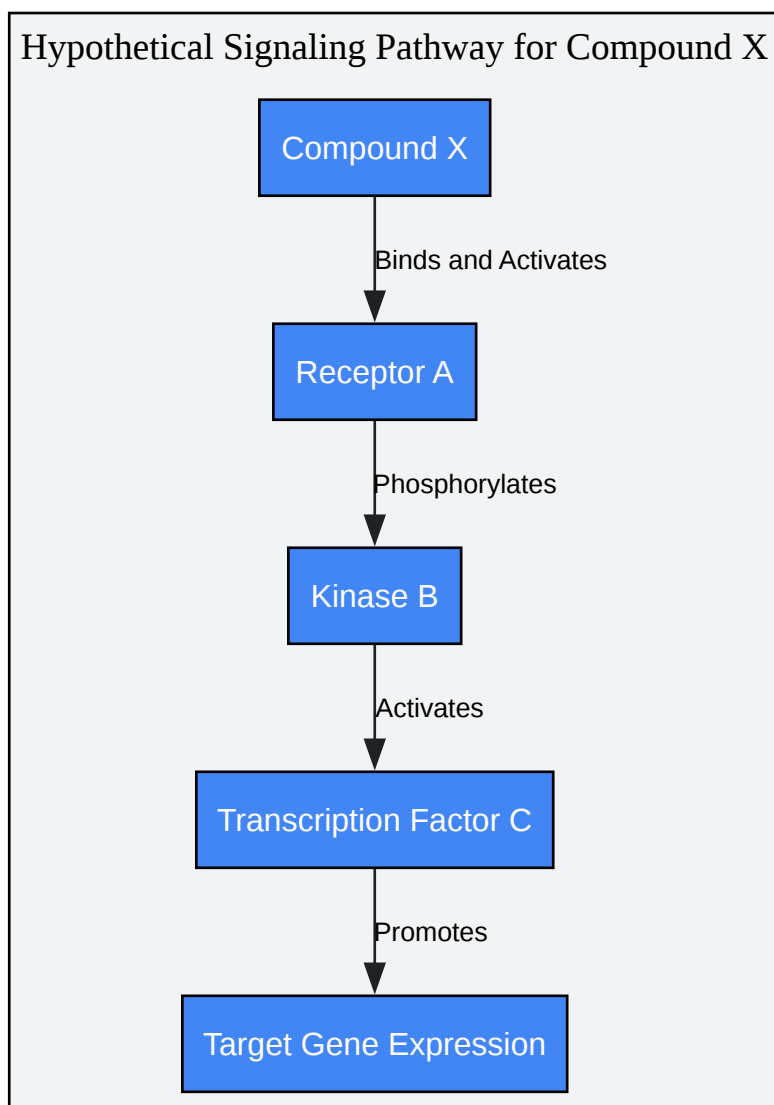 Hypothetical Signaling Pathway for Compound X
Compound X
Binds and Activates
Receptor A
Phosphorylates
Kinase B
Activates
Transcription Factor C
Promotes
Target Gene Expression